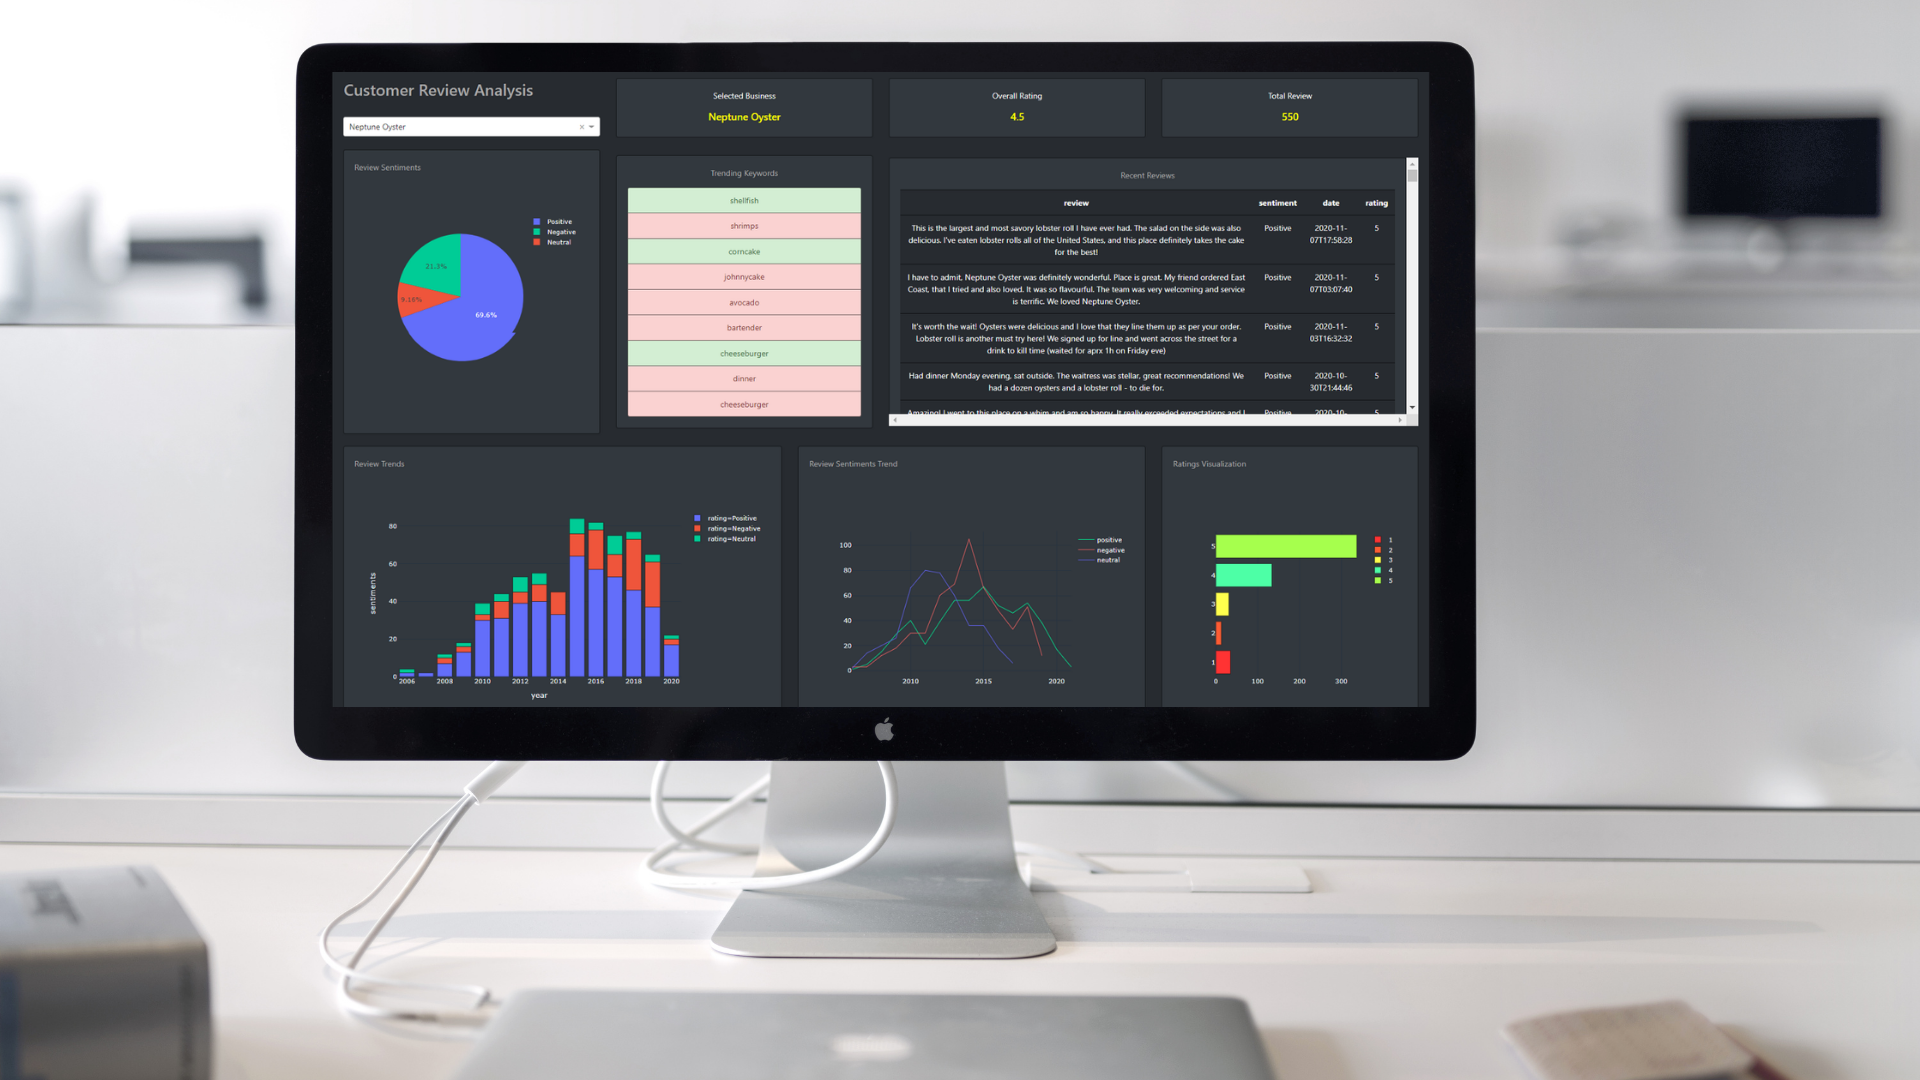 Customer Review Analysis
Neptune Oyster
Selected Business
Neptune Oyster
Overall Rating
4.5
Total Review
550
Review Sentiments
Positive
Negative
Neutral
21.3%
9.18%
69.6%
Trending Keywords
shellfish
shrimps
corncake
johnnycake
avocado
bartender
cheeseburger
dinner
cheeseburger
Recent Reviews
review sentiment date rating
This is the largest and most savory lobster roll I have ever had. The salad on the side was also
delicious. I've eaten lobster rolls all of the United States, and this place definitely takes the cake
for the best!
Positive
2020-11-
07T17:58:28
5
I have to admit, Neptune Oyster was definitely wonderful. Place is great. My friend ordered East
Coast, that I tried and also loved. It was so flavourful. The team was very welcoming and service
is terrific. We loved Neptune Oyster.
Positive
2020-11-
07T03:07:40
5
It's worth the wait! Oysters were delicious and I love that they line them up as per your order.
Lobster roll is another must try here! We signed up for line and went across the street for a
drink to kill time (waited for aprx 1h on Friday eve)
Positive
2020-11-
03T16:32:32
5
Had dinner Monday evening, sat outside. The waitress was stellar, great recommendations! We
had a dozen oysters and a lobster roll - to die for.
Positive
2020-10-
30T21:44:46
5
Amazing! I went to this place on a whim and am so happy. It really exceeded expectations and I
Positive
2020-10-
5
Review Trends
rating=Positive
rating=Negative
rating=Neutral
80
60
40
20
0
sentiments
2006 2008 2010 2012 2014 2016 2018 2020
year
Review Sentiments Trend
positive
negative
neutral
100
80
60
40
20
0
2010 2015 2020
Ratings Visualization
5
4
3
2
1
0 100 200 300
1
2
3
4
5